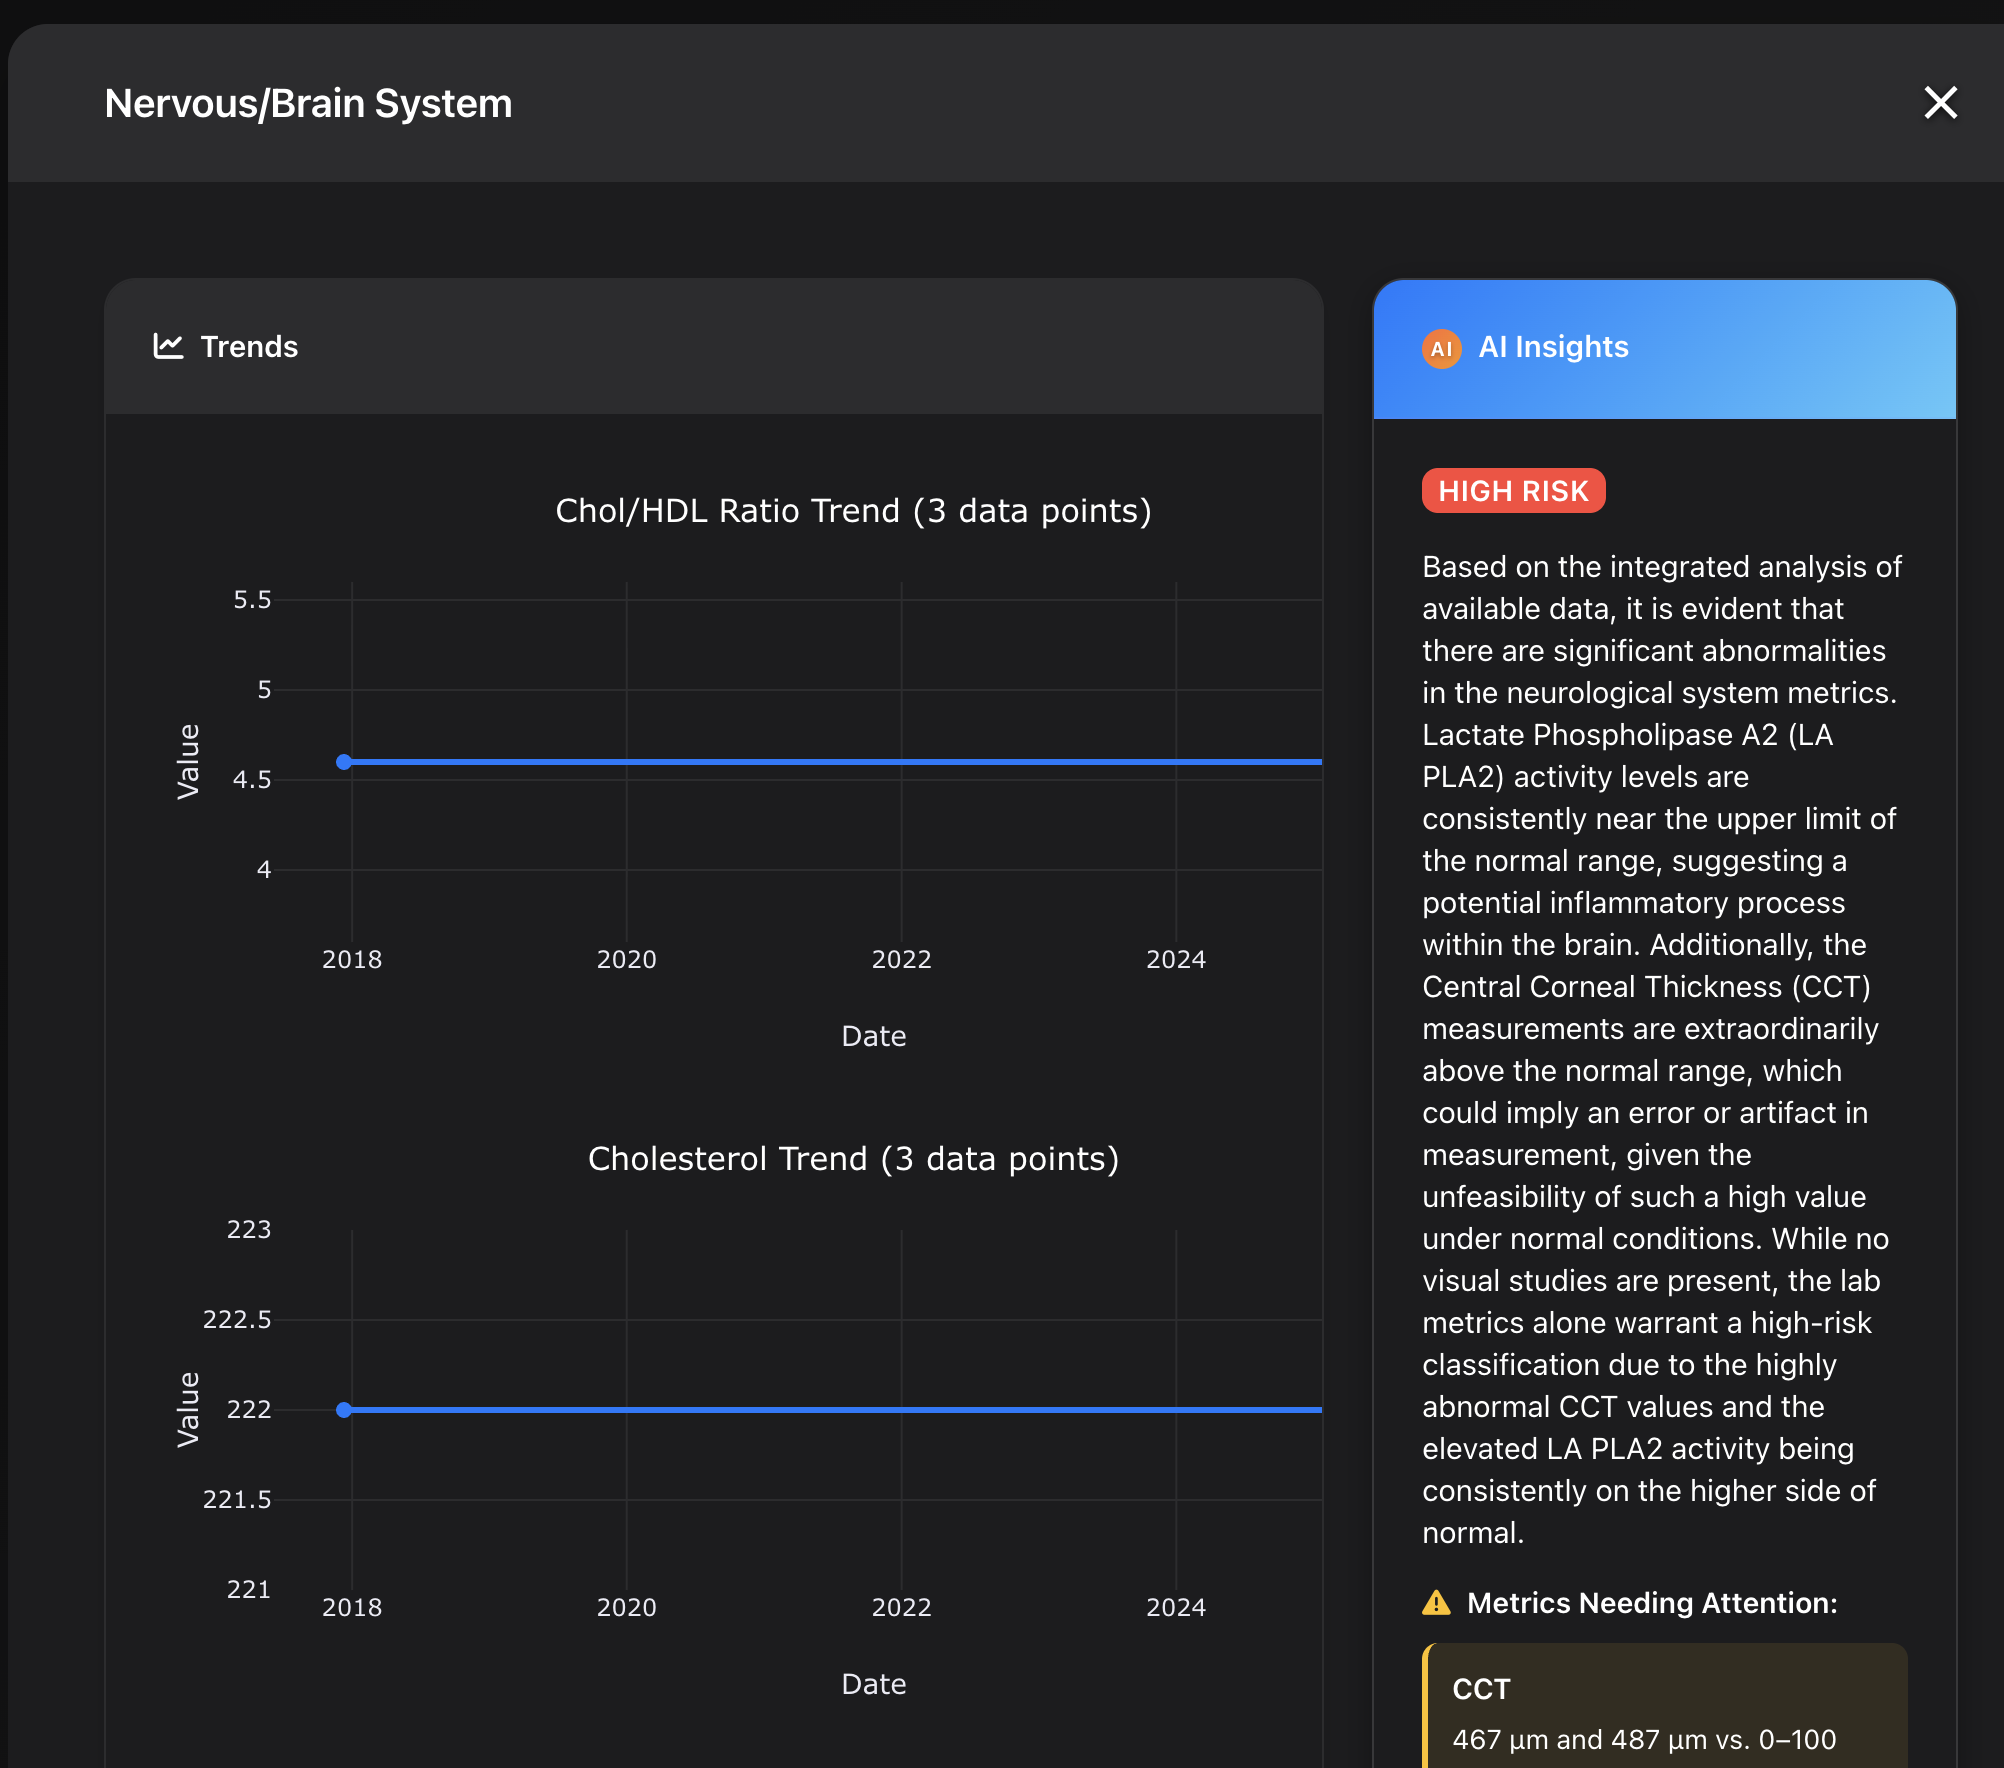 Nervous/Brain System
Trends
Chol/HDL Ratio Trend (3 data points)
5.5
5
4.5
4
Value
2018 2020 2022 2024
Date
Cholesterol Trend (3 data points)
223
222.5
222
221.5
221
Value
2018 2020 2022 2024
Date
AI AI Insights
HIGH RISK
Based on the integrated analysis of
available data, it is evident that
there are significant abnormalities
in the neurological system metrics.
Lactate Phospholipase A2 (LA
PLA2) activity levels are
consistently near the upper limit of
the normal range, suggesting a
potential inflammatory process
within the brain. Additionally, the
Central Corneal Thickness (CCT)
measurements are extraordinarily
above the normal range, which
could imply an error or artifact in
measurement, given the
unfeasibility of such a high value
under normal conditions. While no
visual studies are present, the lab
metrics alone warrant a high-risk
classification due to the highly
abnormal CCT values and the
elevated LA PLA2 activity being
consistently on the higher side of
normal.
Metrics Needing Attention:
CCT
467 μm and 487 μm vs. 0–100